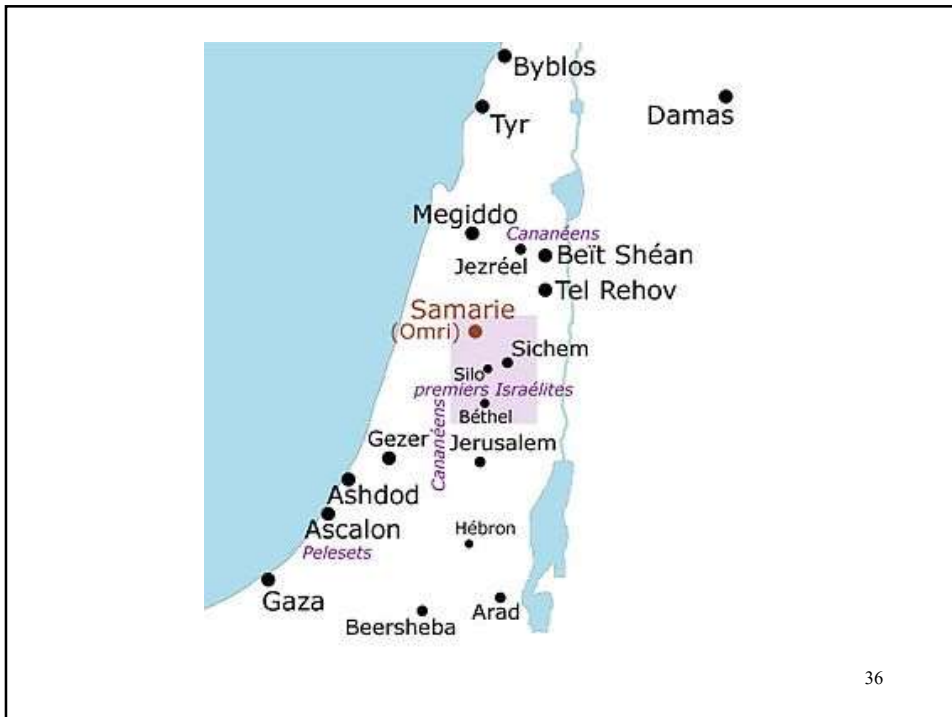 Byblos
Damas
Tyr
Megiddo
Cananéens
Jezréel
Beït Shéan
Tel Rehov
Samarie
(Omri)
Sichem
Silo
premiers Israélites
Béthel
Cananéens
Gezer
Jerusalem
Ashdod
Ascalon
Hébron
Pelesets
Gaza
Arad
Beersheba
36